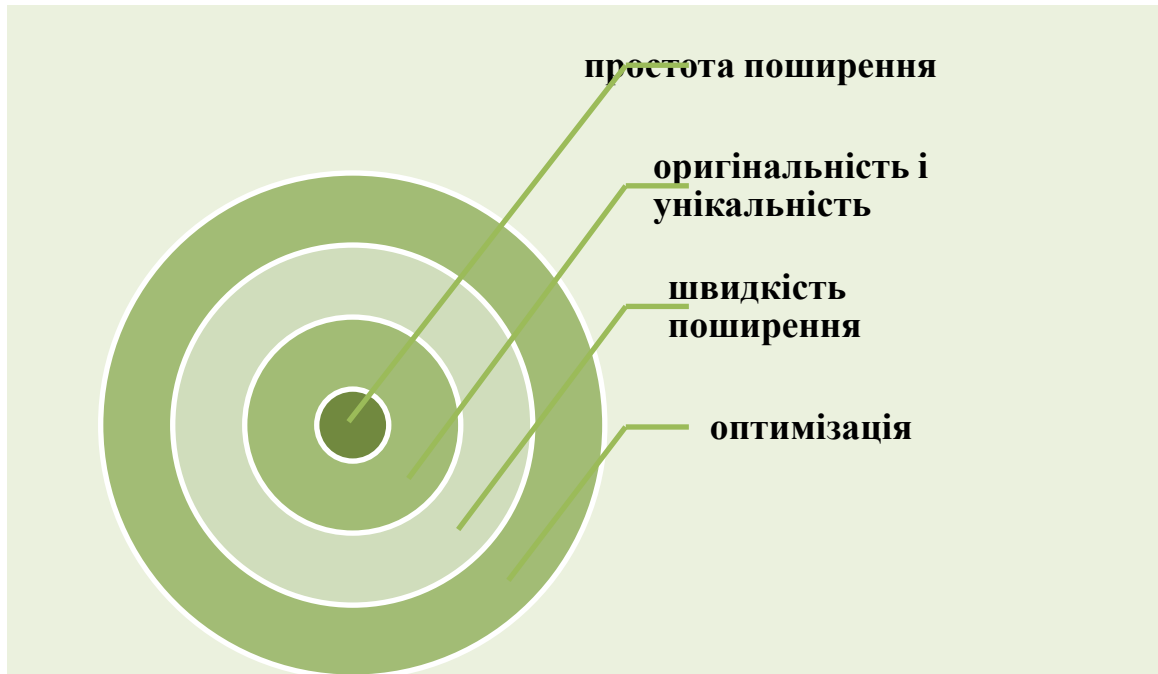 простота поширення
оригінальність і
унікальність
швидкість
поширення
оптимізація